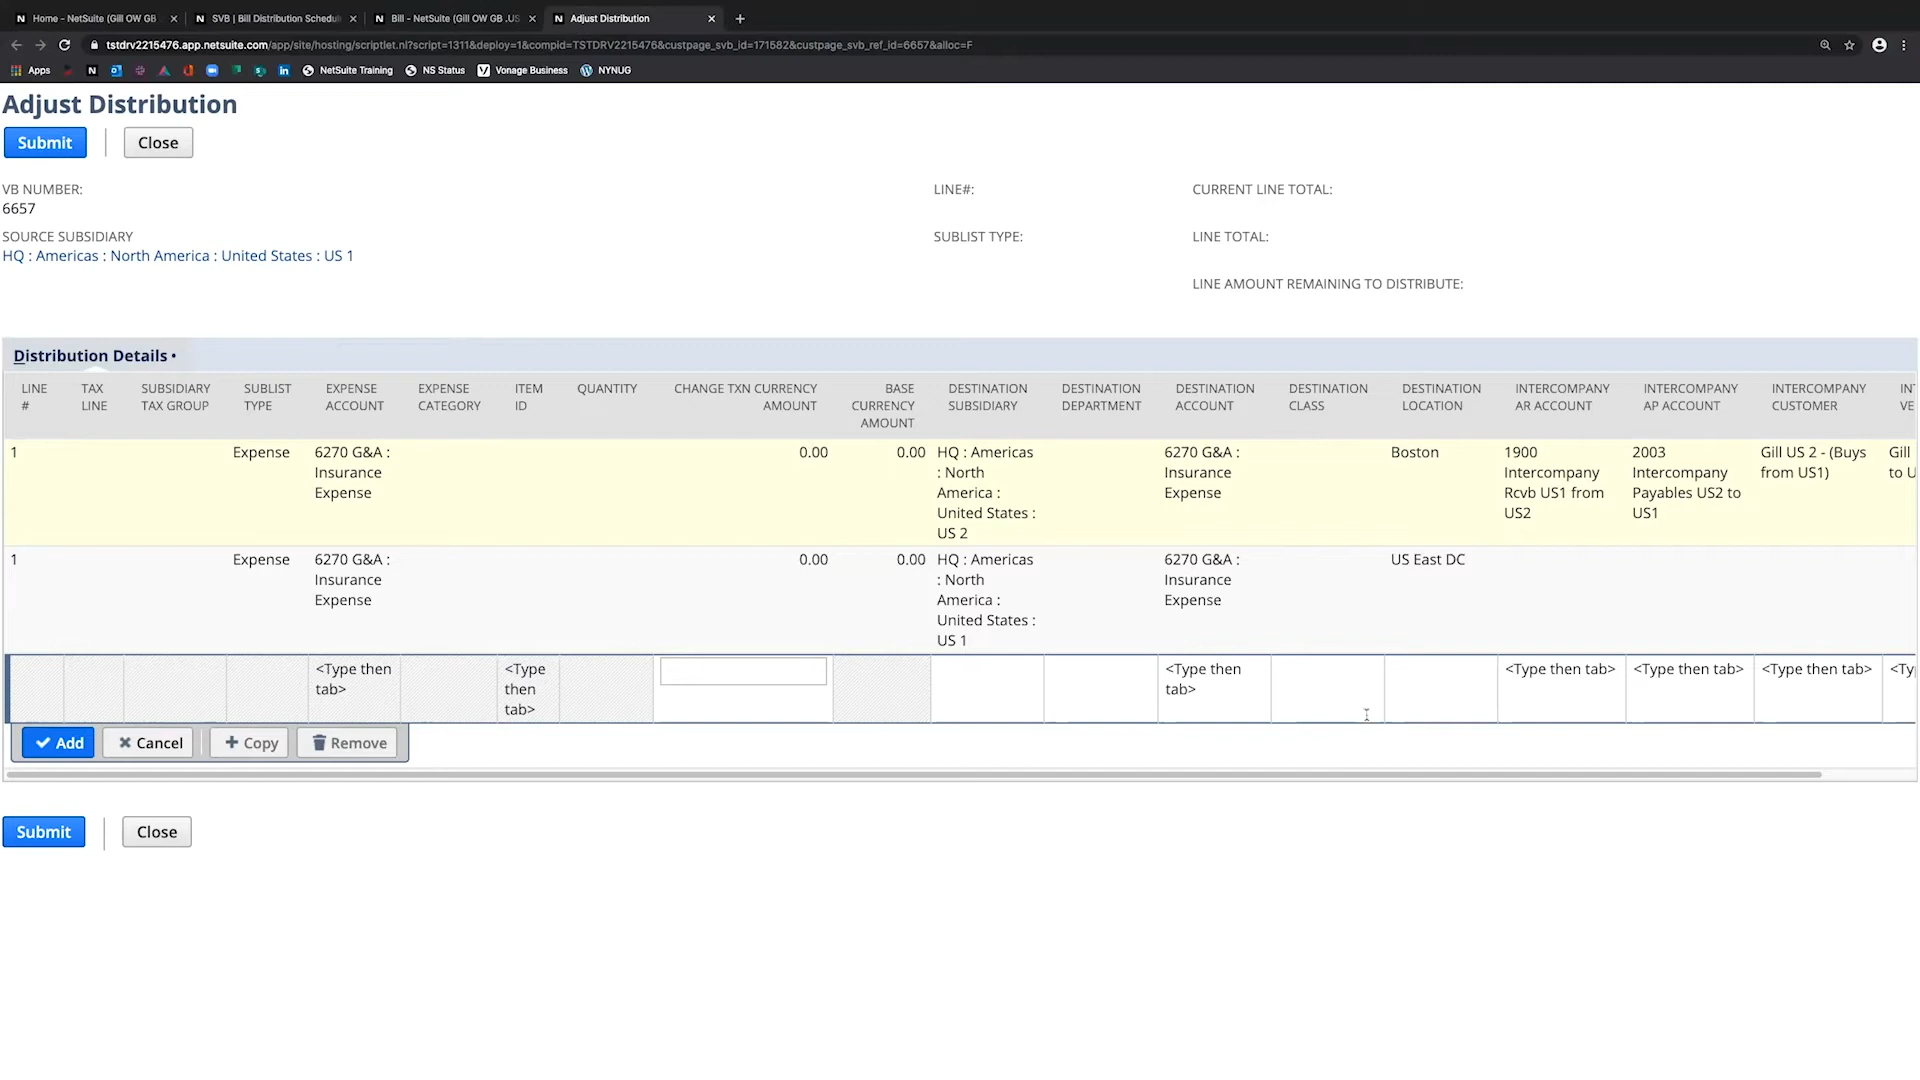 Home - NetSuite (Gill OW GB
SVB | Bill Distribution Schedul
Bill - NetSuite (Gill OW GB .US
Adjust Distribution
tstdrv2215476.app.netsuite.com/app/site/hosting/scriptlet.nl?script=1311&deploy=1&compid=TSTDRV2215476&custpage_svb_id=171582&custpage_svb_ref_id=6657&alloc=F
Apps NetSuite Training NS Status Vonage Business NYNUG
Adjust Distribution
Submit Close
VB NUMBER: LINE#: CURRENT LINE TOTAL:
6657
SOURCE SUBSIDIARY SUBLIST TYPE: LINE TOTAL:
HQ : Americas : North America : United States : US 1
LINE AMOUNT REMAINING TO DISTRIBUTE:
Distribution Details •
LINE TAX SUBSIDIARY SUBLIST EXPENSE EXPENSE ITEM QUANTITY CHANGE TXN CURRENCY BASE DESTINATION DESTINATION DESTINATION DESTINATION DESTINATION INTERCOMPANY INTERCOMPANY INTERCOMPANY INT
# LINE TAX GROUP TYPE ACCOUNT CATEGORY ID AMOUNT CURRENCY SUBSIDIARY DEPARTMENT ACCOUNT CLASS LOCATION AR ACCOUNT AP ACCOUNT CUSTOMER VE
AMOUNT
1 Expense 6270 G&A : 0.00 0.00 HQ : Americas 6270 G&A : Boston 1900 2003 Gill US 2 - (Buys Gill
Insurance : North Insurance Intercompany Intercompany from US1) to U
Expense America : Expense Rcvb US1 from Payables US2 to
United States : US2 US1
US 2
1 Expense 6270 G&A : 0.00 0.00 HQ : Americas 6270 G&A : US East DC
Insurance : North Insurance
Expense America : Expense
United States :
US 1
<Type then <Type <Type then <Type then tab> <Type then tab> <Type then tab> <Ty
tab> then tab>
tab>
Add Cancel Copy Remove
Submit Close